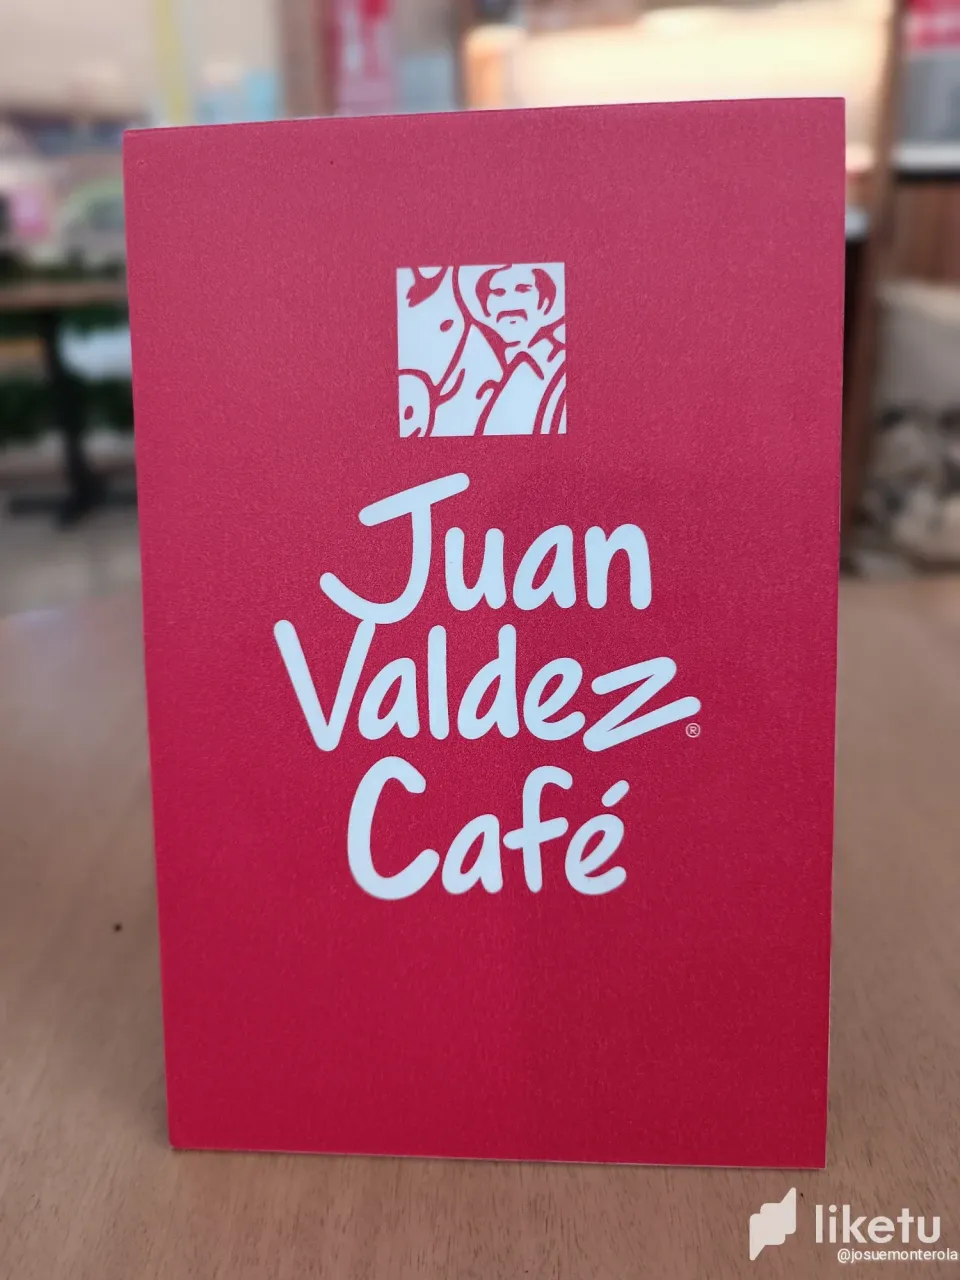 Juan
Valdez®
Café
liketu
@josuemonterola